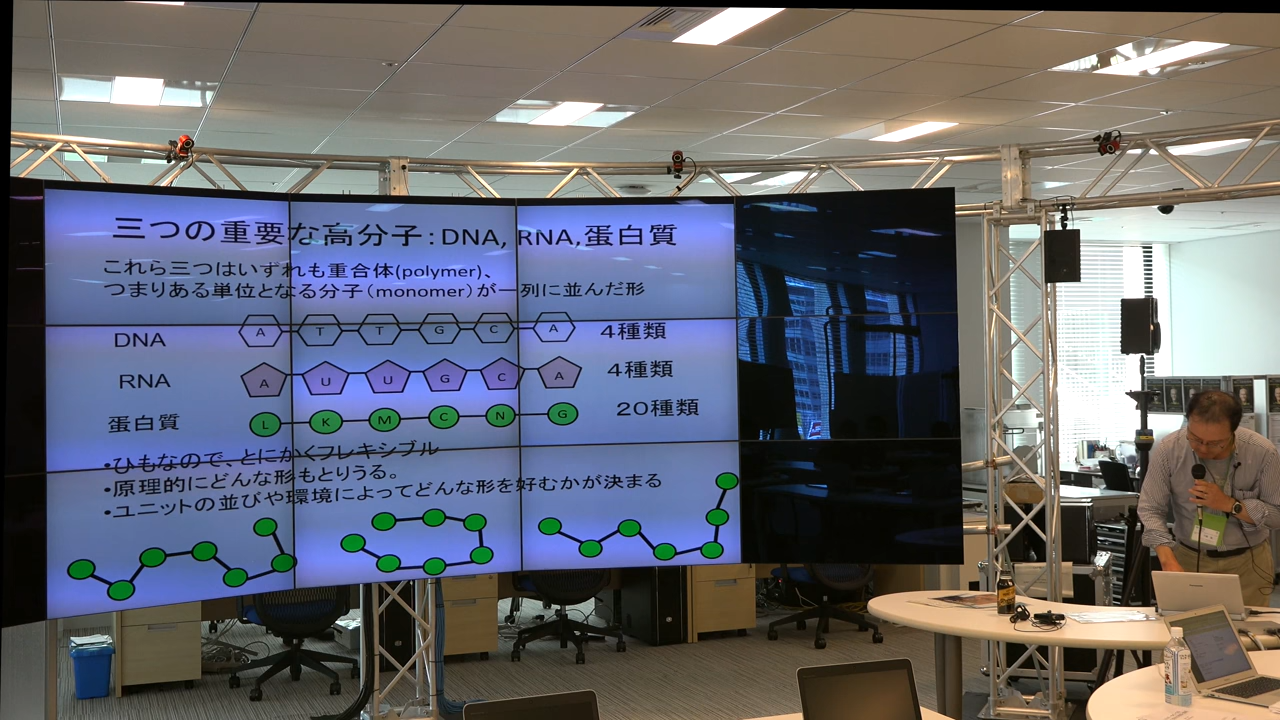 三つの重要な高分子：DNA, RNA,蛋白質
これら三つはいずれも重合体(polymer)、
つまりある単位となる分子(monomer)が一列に並んだ形
DNA A T G C A 4種類
RNA A U G C A 4種類
蛋白質 L K M C N G 20種類
•ひもなので、とにかくフレキシブル
•原理的にどんな形もとりうる。
•ユニットの並びや環境によってどんな形を好むかが決まる